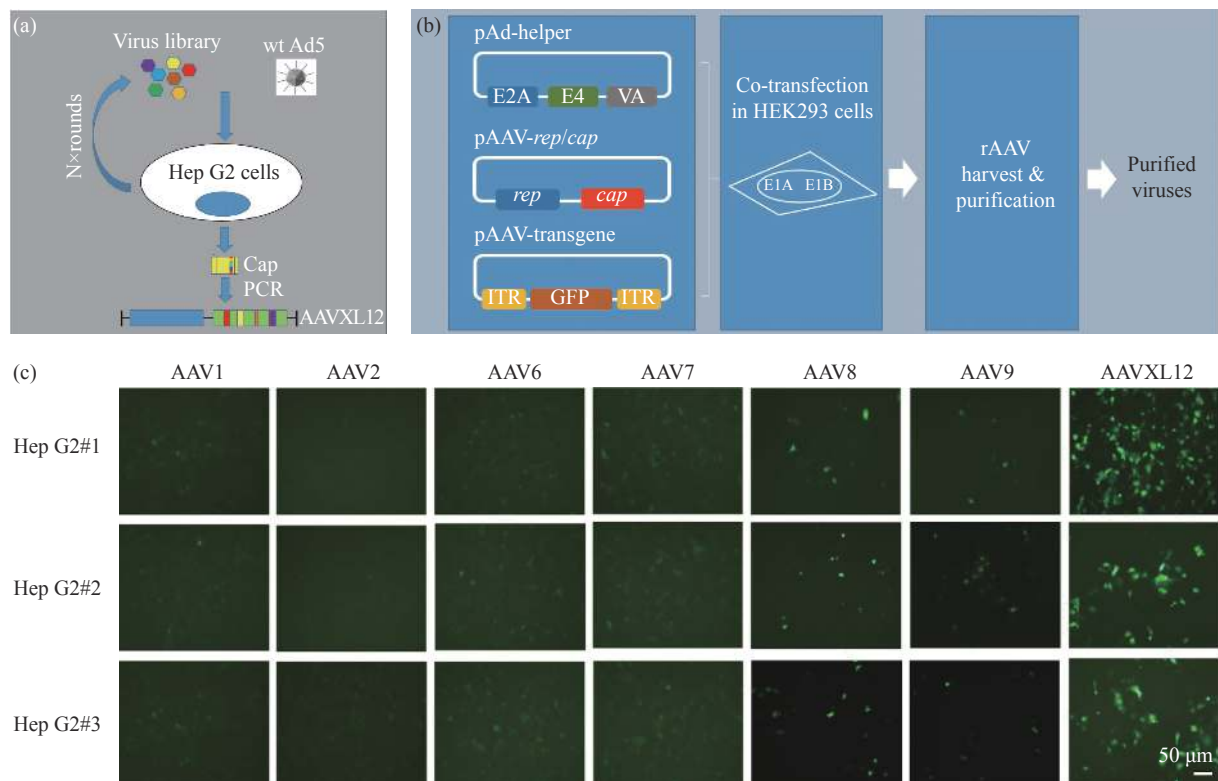 (a)
Virus library
wt Ad5
N×rounds
Hep G2 cells
Cap
PCR
AAVXL12
(b)
pAd-helper
E2A
E4
VA
pAAV-rep/cap
rep
cap
pAAV-transgene
ITR
GFP
ITR
Co-transfection
in HEK293 cells
E1A E1B
rAAV
harvest &
purification
Purified
viruses
(c)
AAV1
AAV2
AAV6
AAV7
AAV8
AAV9
AAVXL12
Hep G2#1
Hep G2#2
Hep G2#3
50 μm